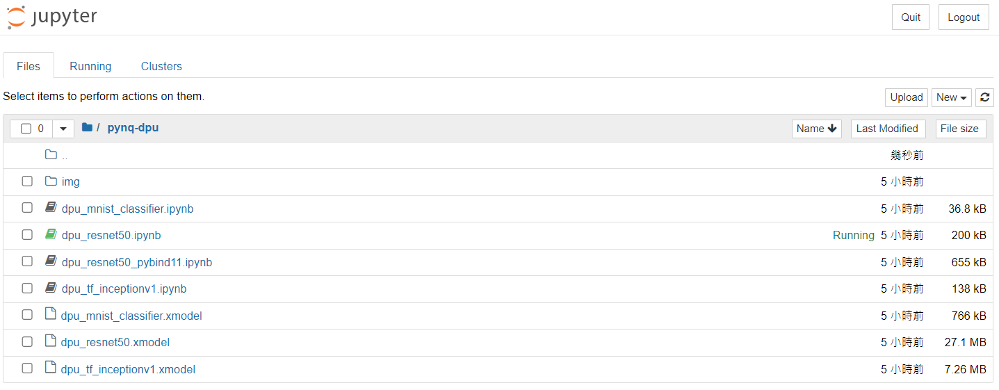 jupyter Quit Logout
Files Running Clusters
Select items to perform actions on them. Upload New
0 / pynq-dpu Name Last Modified File size
.. 幾秒前
img 5 小時前
dpu_mnist_classifier.ipynb 5 小時前 36.8 kB
dpu_resnet50.ipynb Running 5 小時前 200 kB
dpu_resnet50_pybind11.ipynb 5 小時前 655 kB
dpu_tf_inceptionv1.ipynb 5 小時前 138 kB
dpu_mnist_classifier.xmodel 5 小時前 766 kB
dpu_resnet50.xmodel 5 小時前 27.1 MB
dpu_tf_inceptionv1.xmodel 5 小時前 7.26 MB